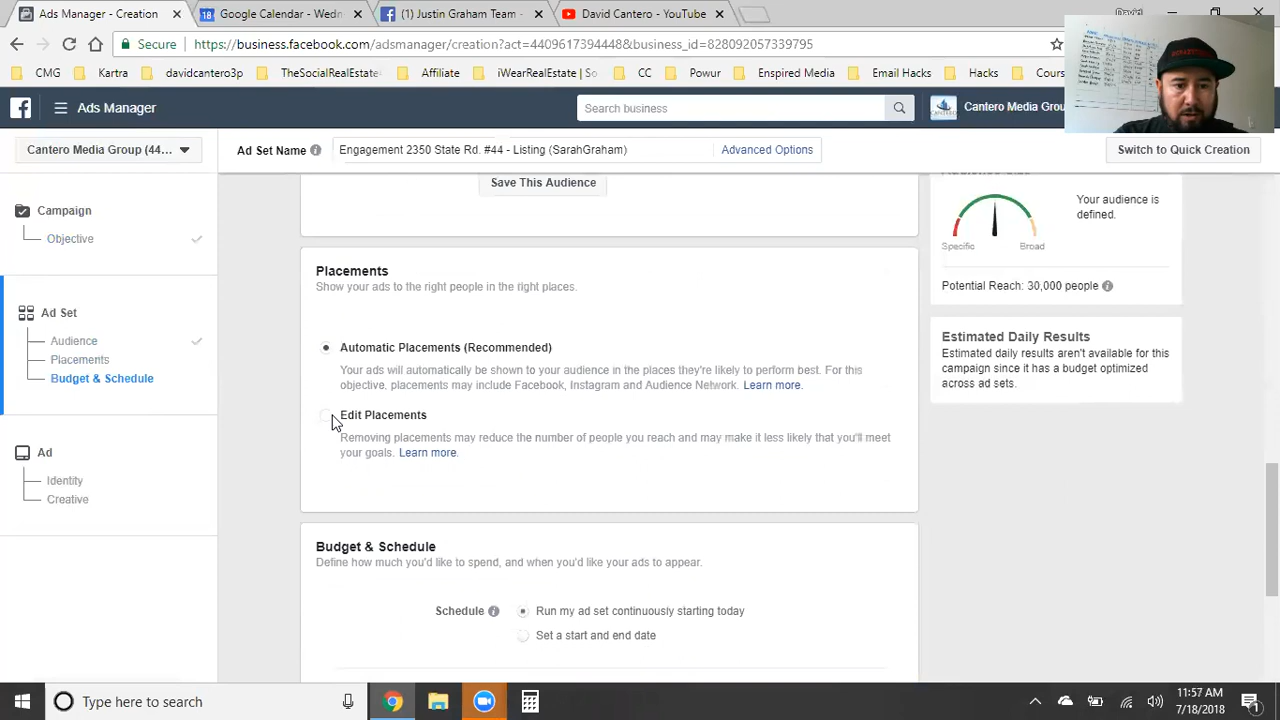 Ads Manager - Creation
Google Calendar - Wedn
(1) Justin Graham Team -
David Cantero - YouTube
Secure
https://business.facebook.com/adsmanager/creation?act=4409617394448&business_id=828092057339795
CMG
Kartra
davidcantero3p
TheSocialRealEstate
iWearRealEstate | S
CC
Powur
Enspired Media
Email Hacks
Hacks
Cours
Ads Manager
Search business
Cantero Media Grou
Cantero Media Group (44...
Ad Set Name
Engagement 2350 State Rd. #44 - Listing (SarahGraham)
Advanced Options
Switch to Quick Creation
Campaign
Objective
Ad Set
Audience
Placements
Budget & Schedule
Ad
Identity
Creative
Save This Audience
Placements
Show your ads to the right people in the right places.
Automatic Placements (Recommended)
Your ads will automatically be shown to your audience in the places they're likely to perform best. For this
objective, placements may include Facebook, Instagram and Audience Network. Learn more.
Edit Placements
Removing placements may reduce the number of people you reach and may make it less likely that you'll meet
your goals. Learn more.
Budget & Schedule
Define how much you'd like to spend, and when you'd like your ads to appear.
Schedule
Run my ad set continuously starting today
Set a start and end date
Your audience is
defined.
Specific
Broad
Potential Reach: 30,000 people
Estimated Daily Results
Estimated daily results aren't available for this
campaign since it has a budget optimized
across ad sets.
Type here to search
11:57 AM
7/18/2018